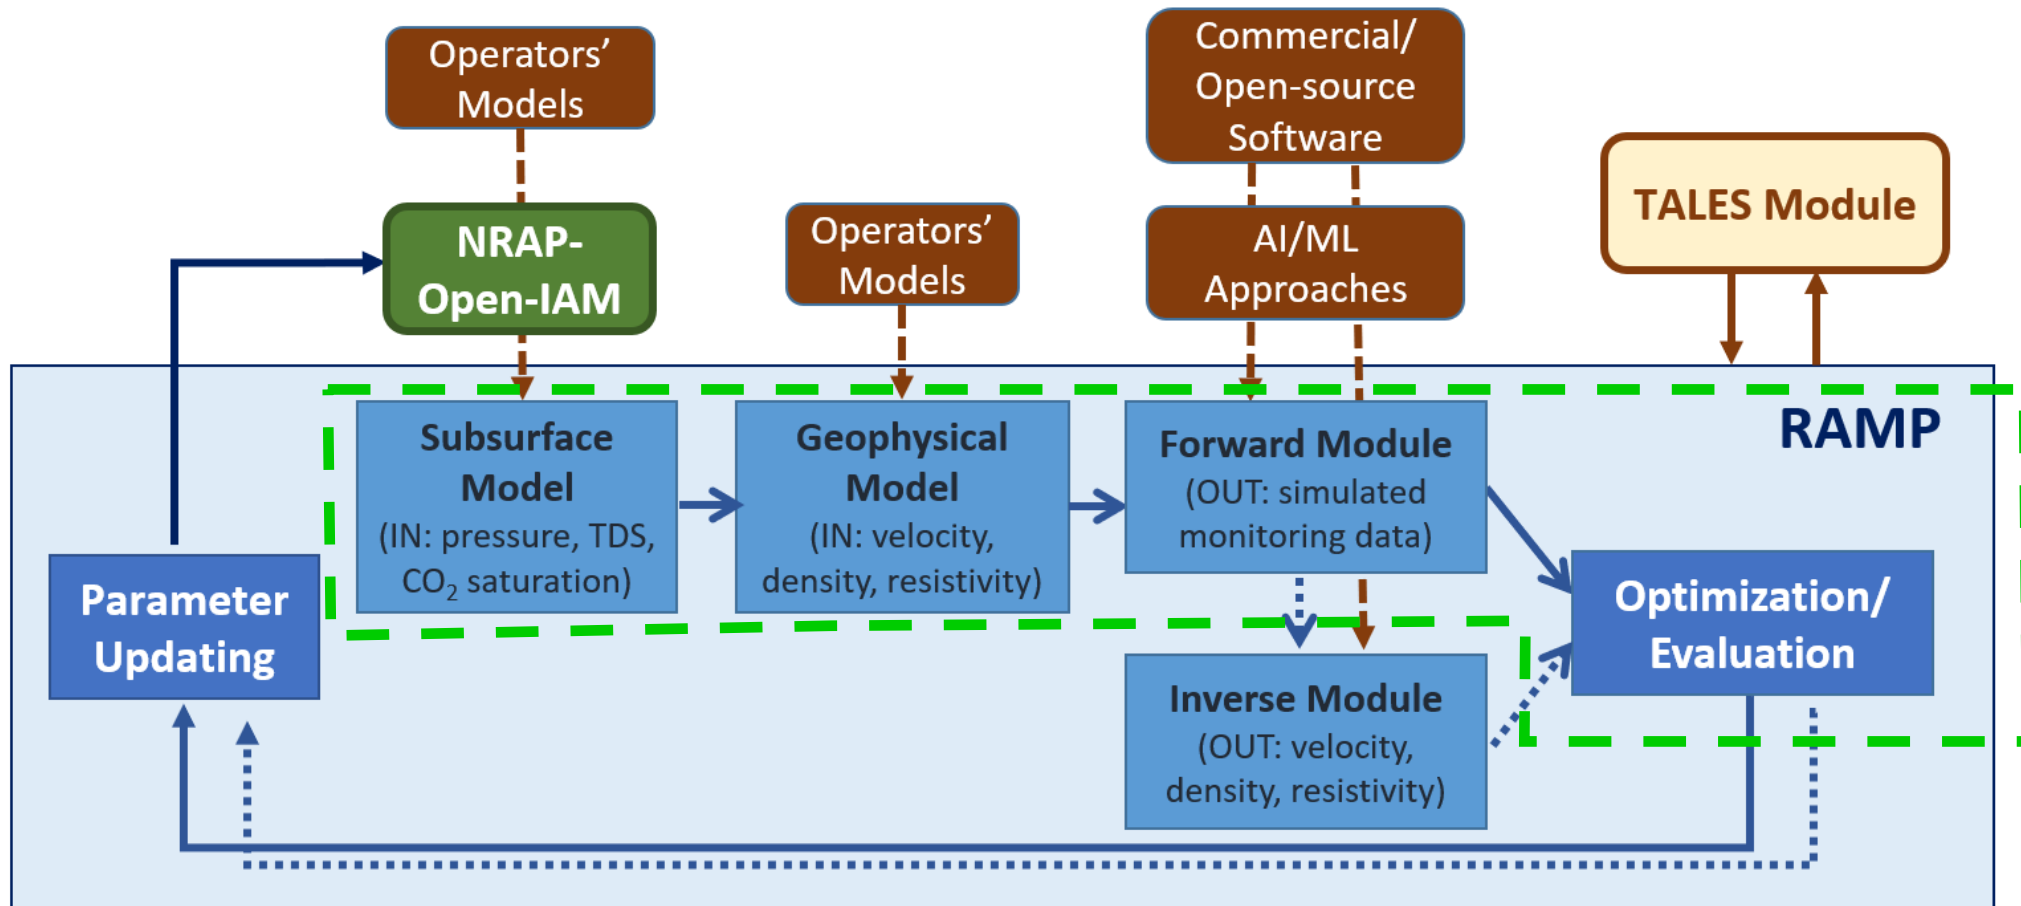 Operators'
Models
Commercial/
Open-source
Software
NRAP-
Open-IAM
Operators'
Models
AI/ML
Approaches
TALES Module
RAMP
Subsurface
Model
(IN: pressure, TDS,
CO₂ saturation)
Geophysical
Model
(IN: velocity,
density, resistivity)
Forward Module
(OUT: simulated
monitoring data)
Parameter
Updating
Optimization/
Evaluation
Inverse Module
(OUT: velocity,
density, resistivity)